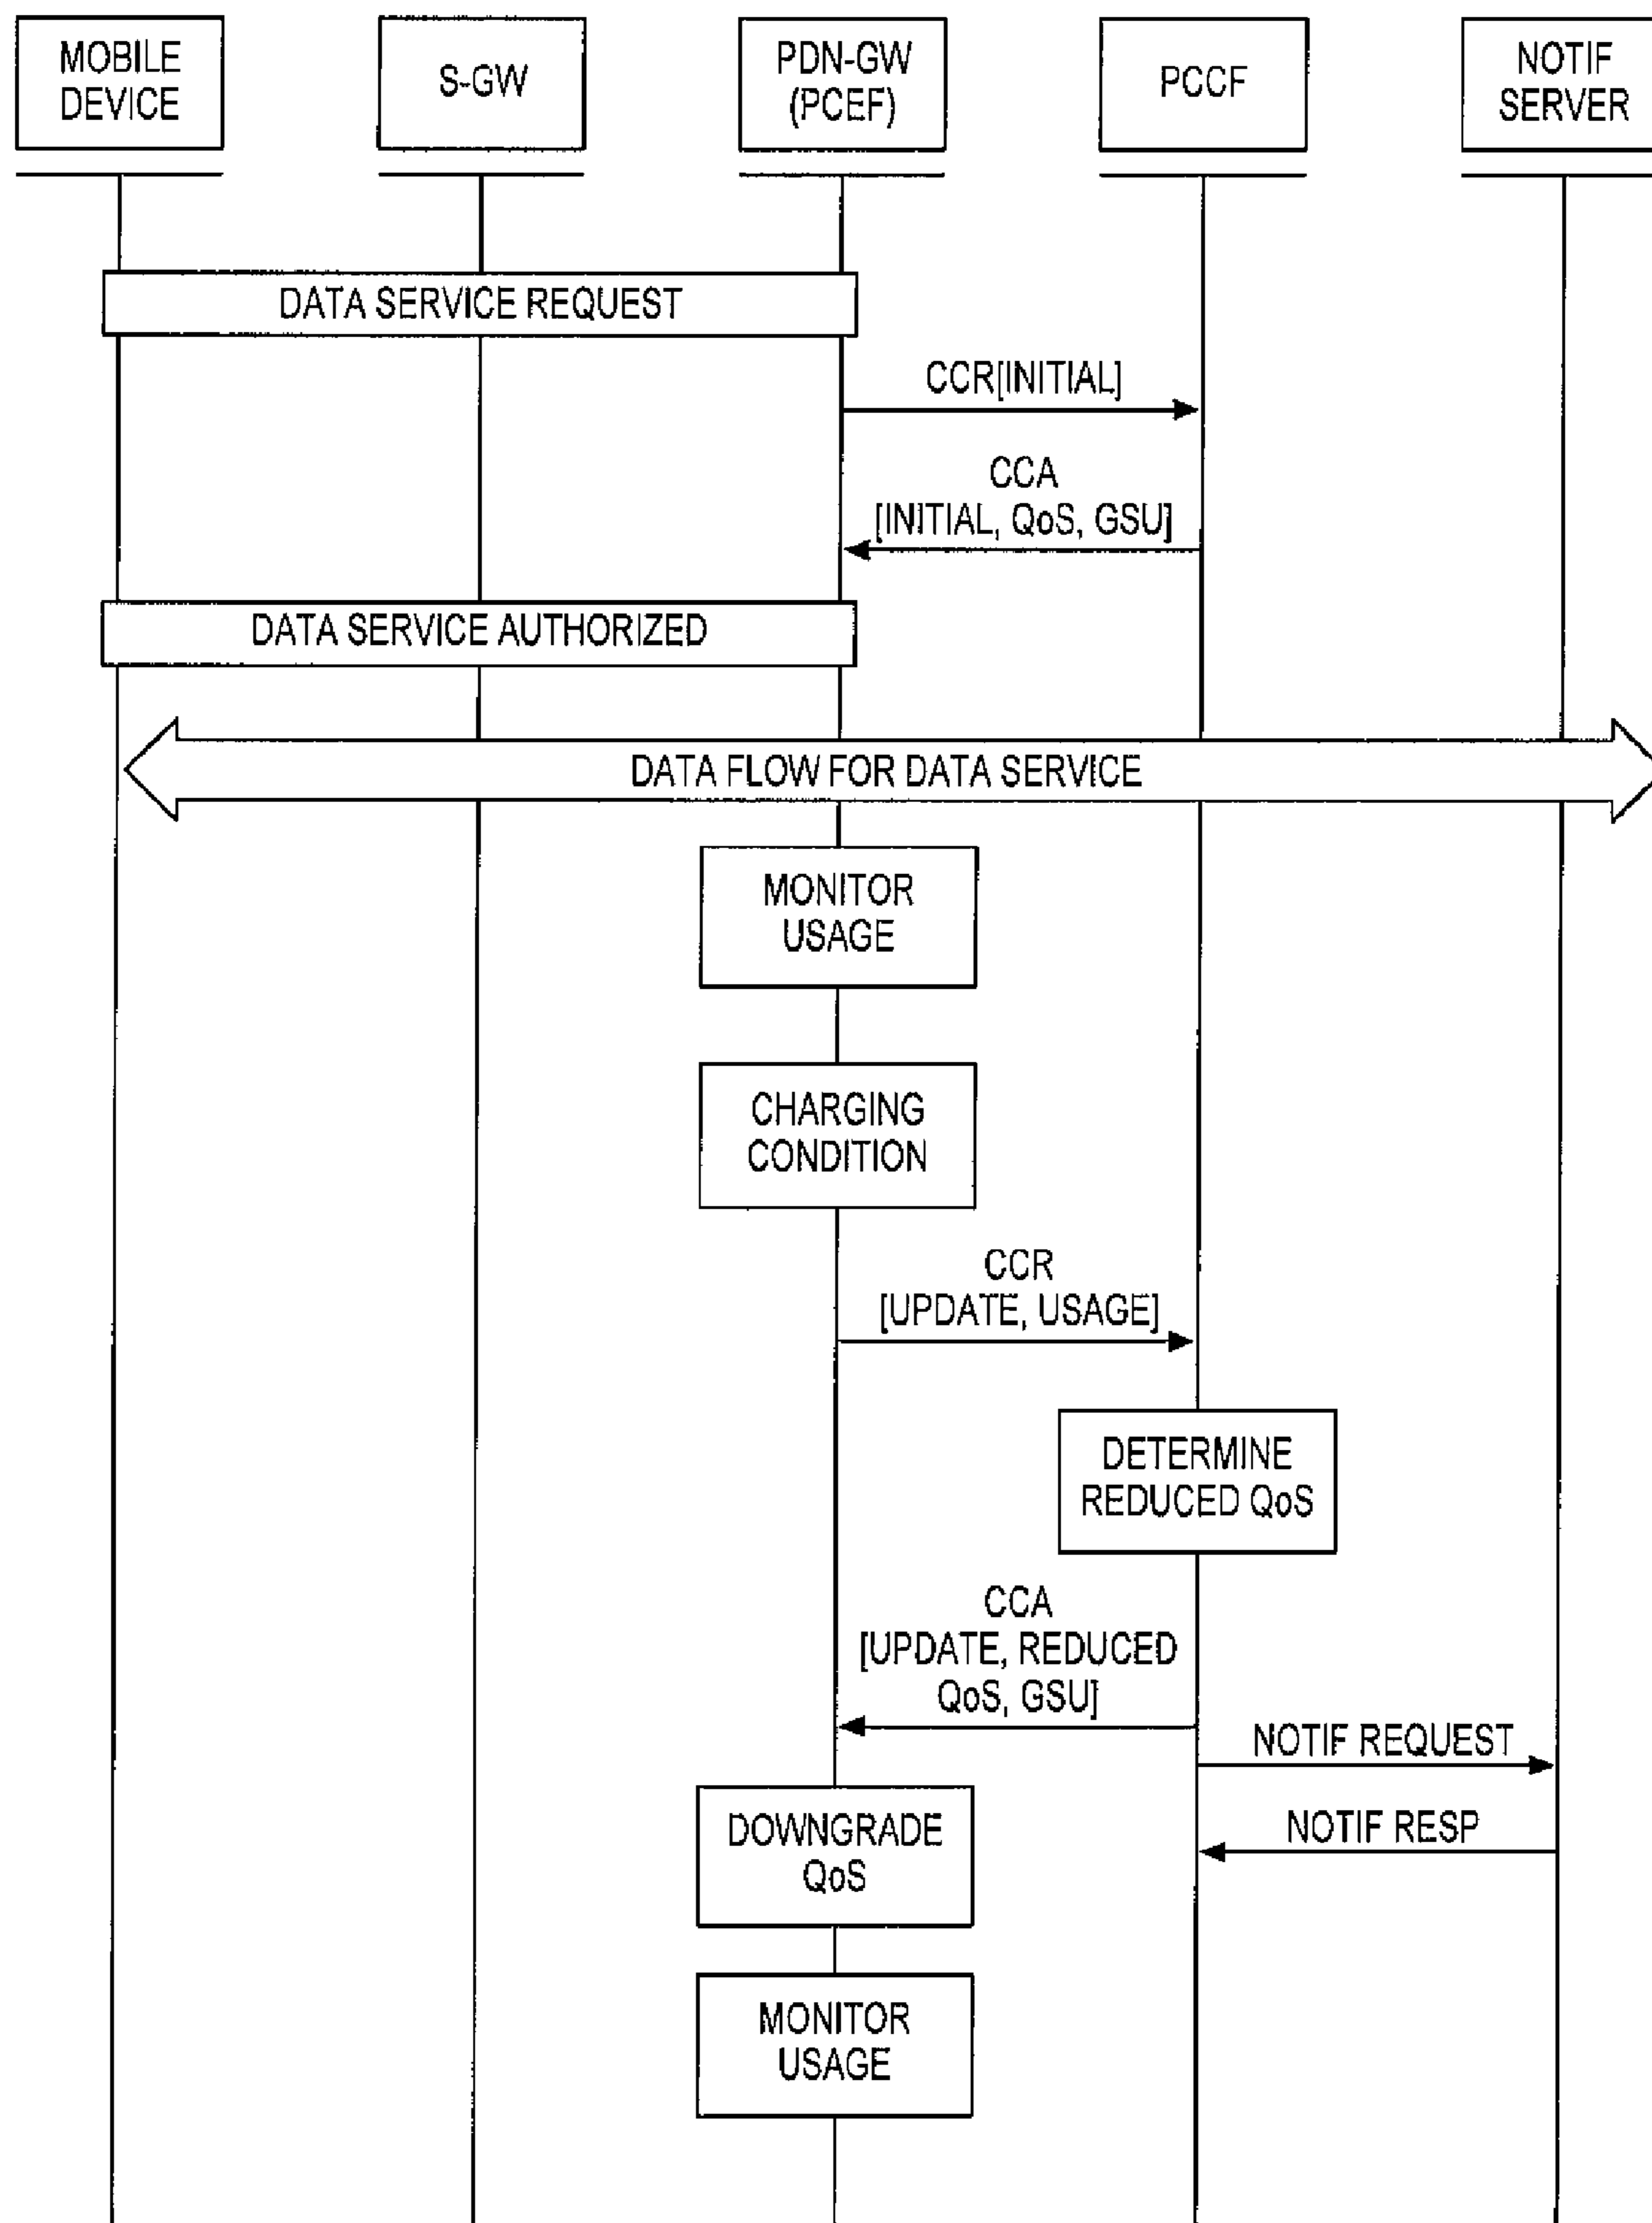 MOBILE
DEVICE
S-GW
PDN-GW
(PCEF)
PCCF
NOTIF
SERVER
DATA SERVICE REQUEST
CCR[INITIAL]
CCA
[INITIAL, QoS, GSU]
DATA SERVICE AUTHORIZED
DATA FLOW FOR DATA SERVICE
MONITOR
USAGE
CHARGING
CONDITION
CCR
[UPDATE, USAGE]
DETERMINE
REDUCED QoS
CCA
[UPDATE, REDUCED
QoS, GSU]
NOTIF REQUEST
DOWNGRADE
QoS
NOTIF RESP
MONITOR
USAGE